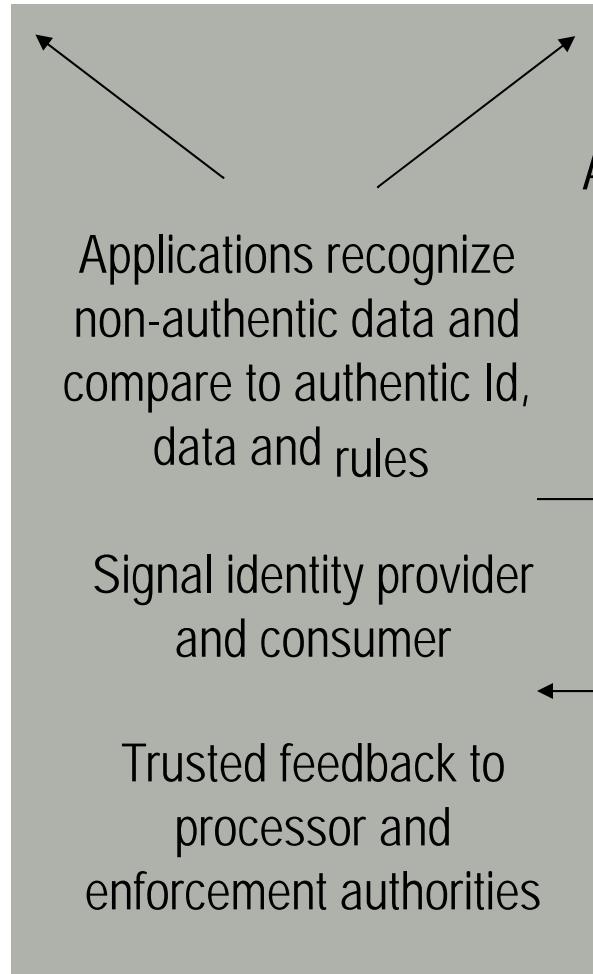 Applications recognize
non-authentic data and
compare to authentic Id,
data and rules
Signal identity provider
and consumer
Trusted feedback to
processor and
enforcement authorities